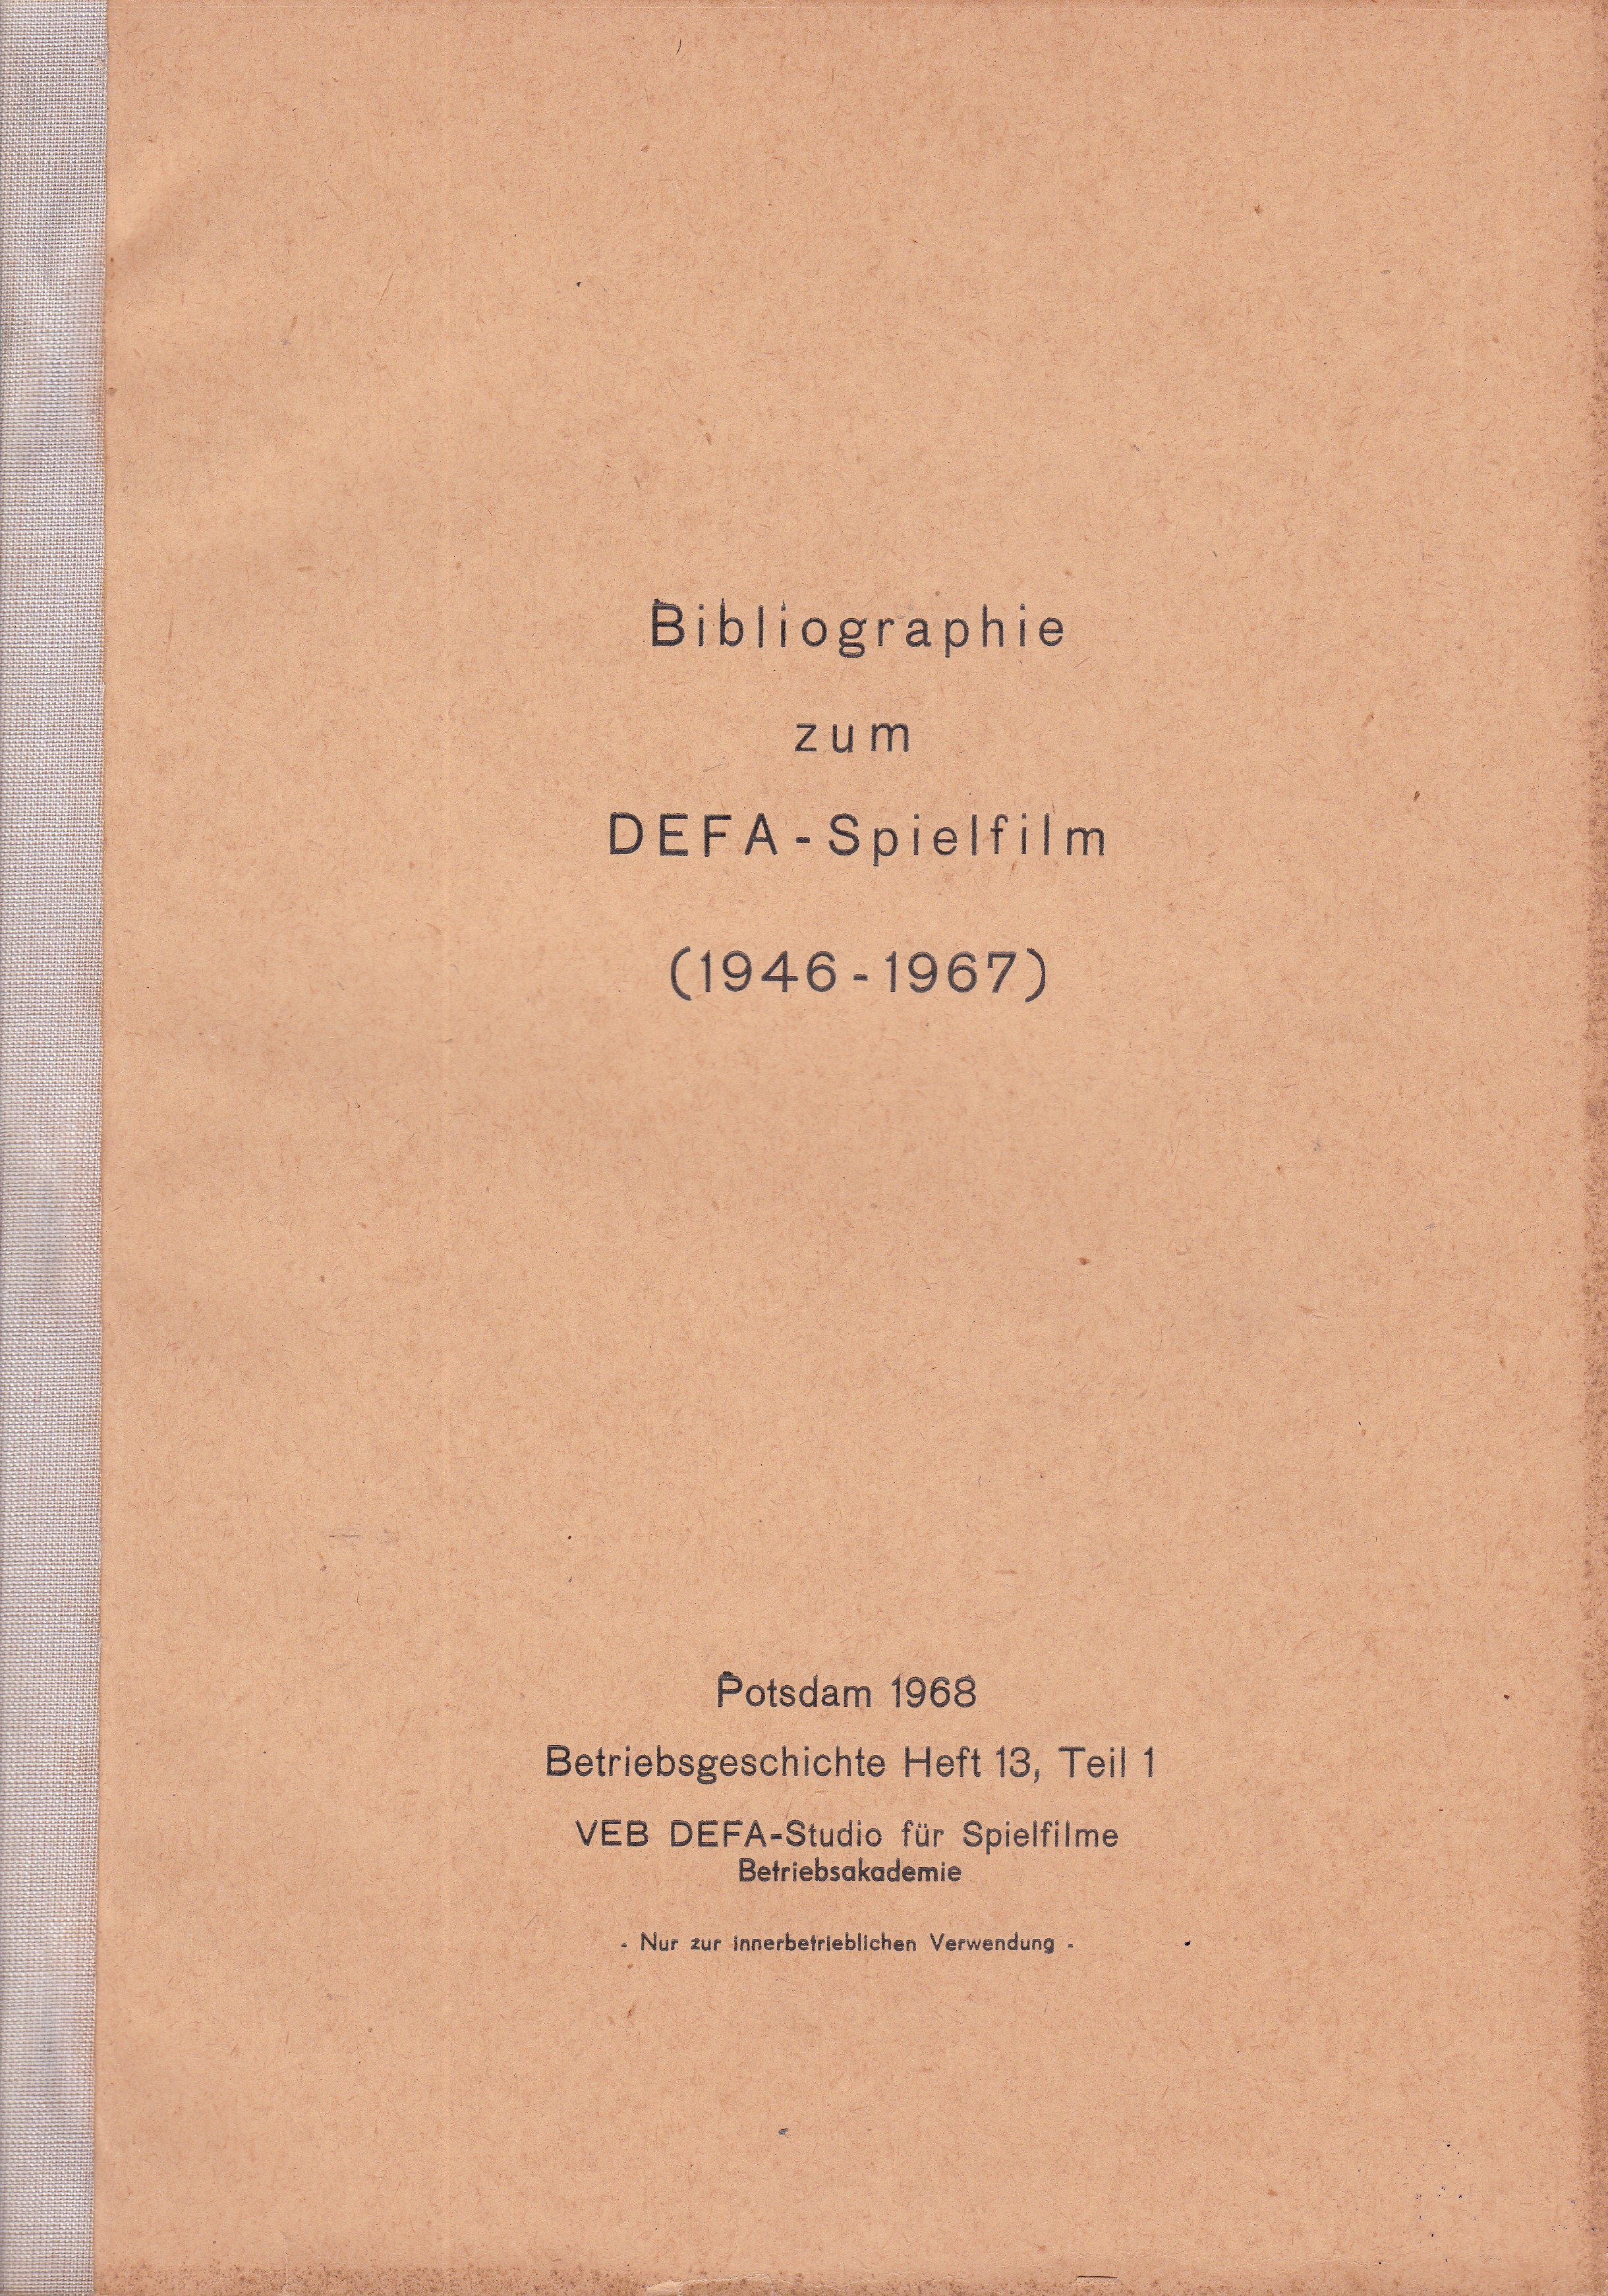 Bibliographie
zum
DEFA-Spielfilm
(1946-1967)
Potsdam 1968
Betriebsgeschichte Heft 13, Teil 1
VEB DEFA-Studio für Spielfilme
Betriebsakademie
- Nur zur innerbetrieblichen Verwendung -